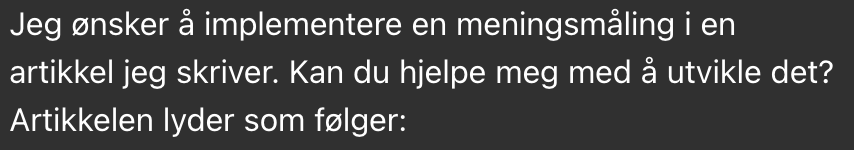 Jeg ønsker å implementere en meningsmåling i en
artikkel jeg skriver. Kan du hjelpe meg med å utvikle det?
Artikkelen lyder som følger: